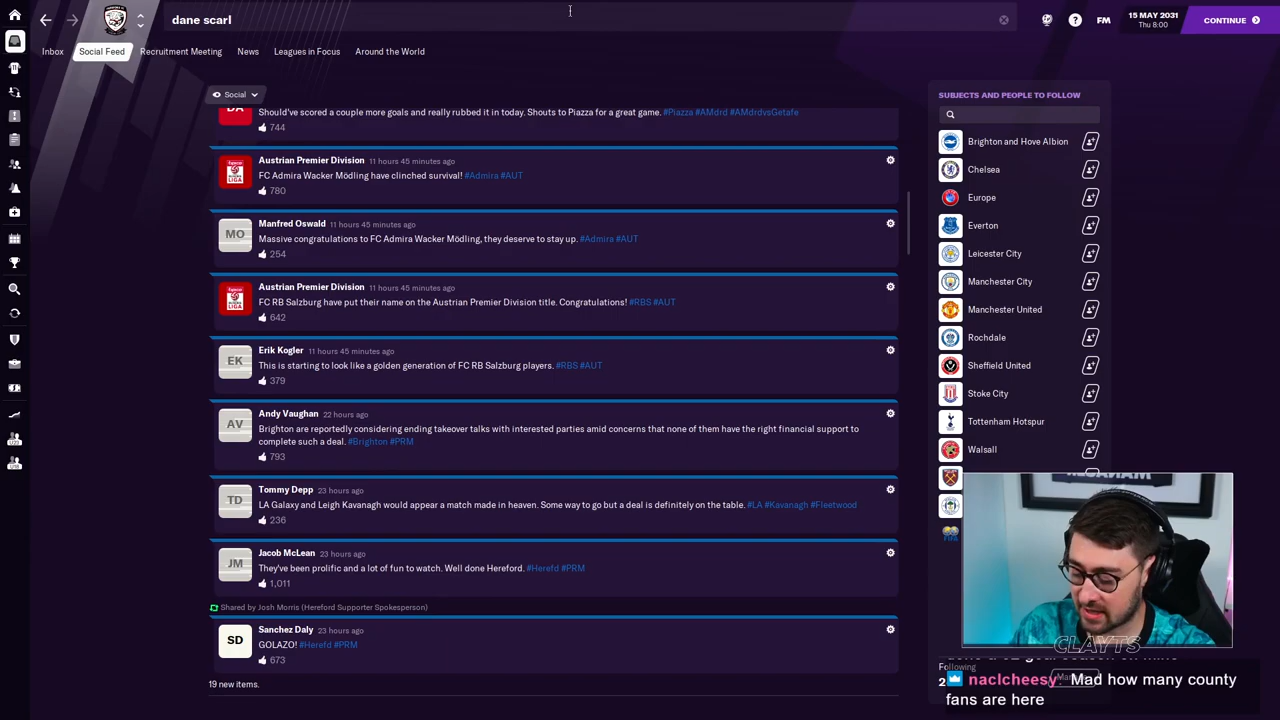 dane scarl
15 MAY 2031
Thu 8:00
FM
CONTINUE
Inbox
Social Feed
Recruitment Meeting
News
Leagues in Focus
Around the World
Social
Should've scored a couple more goals and really rubbed it in today. Shouts to Piazza for a great game. #Piazza #AMdrd #AMdrdvsGetafe
744
Austrian Premier Division 11 hours 45 minutes ago
FC Admira Wacker Mödling have clinched survival! #Admira #AUT
780
MO
Manfred Oswald 11 hours 45 minutes ago
Massive congratulations to FC Admira Wacker Mödling, they deserve to stay up. #Admira #AUT
254
Austrian Premier Division 11 hours 45 minutes ago
FC RB Salzburg have put their name on the Austrian Premier Division title. Congratulations! #RBS #AUT
642
EK
Erik Kogler 11 hours 45 minutes ago
This is starting to look like a golden generation of FC RB Salzburg players. #RBS #AUT
379
AV
Andy Vaughan 22 hours ago
Brighton are reportedly considering ending takeover talks with interested parties amid concerns that none of them have the right financial support to
complete such a deal. #Brighton #PRM
793
TD
Tommy Depp 23 hours ago
LA Galaxy and Leigh Kavanagh would appear a match made in heaven. Some way to go but a deal is definitely on the table. #LA #Kavanagh #Fleetwood
236
JM
Jacob McLean 23 hours ago
They've been prolific and a lot of fun to watch. Well done Hereford. #Herefd #PRM
1,011
Shared by Josh Morris (Hereford Supporter Spokesperson)
SD
Sanchez Daly 23 hours ago
GOLAZO! #Herefd #PRM
673
19 new items.
SUBJECTS AND PEOPLE TO FOLLOW
Brighton and Hove Albion
Chelsea
Europe
Everton
Leicester City
Manchester City
Manchester United
Rochdale
Sheffield United
Stoke City
Tottenham Hotspur
Walsall
CLAYTS
Following
naclcheesy Mad how many county
fans are here